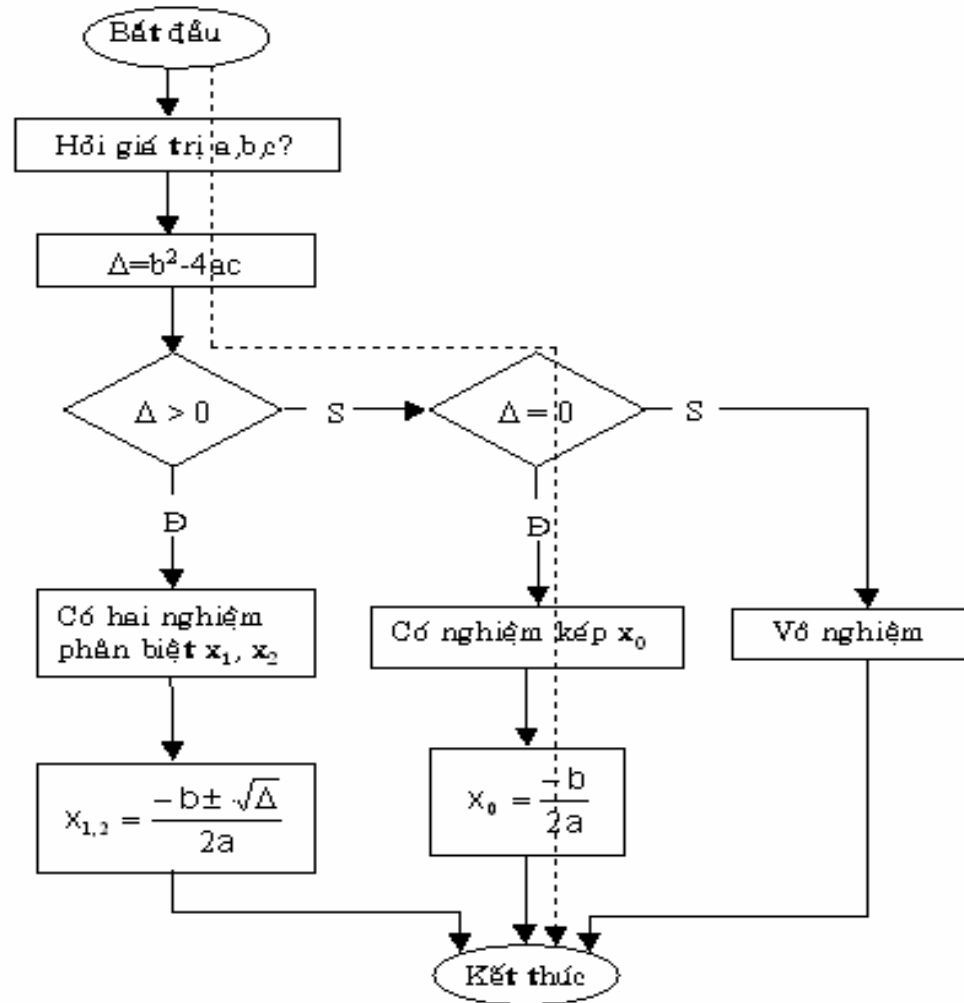 Bắt đầu
Hỏi giá trị a,b,c?
Δ=b²-4ac
Δ > 0
S
Δ = 0
S
Đ
Đ
Có hai nghiệm
phân biệt x₁, x₂
Có nghiệm kép x₀
Vô nghiệm
x₁,₂ = (-b ± √Δ) / 2a
x₀ = -b / 2a
Kết thúc